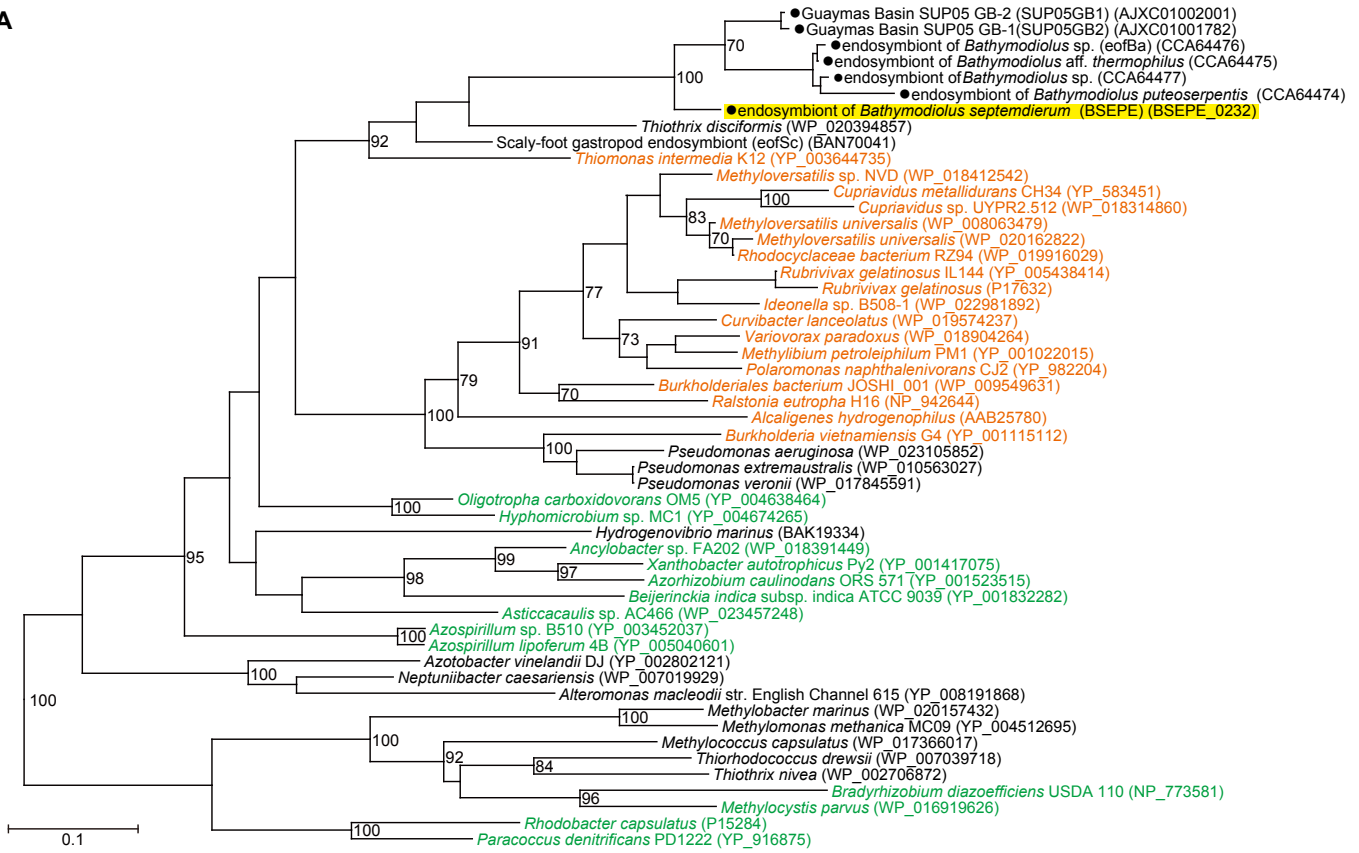 A
Guaymas Basin SUP05 GB-2 (SUP05GB1) (AJXC01002001)
Guaymas Basin SUP05 GB-1(SUP05GB2) (AJXC01001782)
70
endosymbiont of Bathymodiolus sp. (eofBa) (CCA64476)
endosymbiont of Bathymodiolus aff. thermophilus (CCA64475)
100
endosymbiont of Bathymodiolus sp. (CCA64477)
endosymbiont of Bathymodiolus puteoserpentis (CCA64474)
endosymbiont of Bathymodiolus septemdierum (BSEPE) (BSEPE_0232)
Thiothrix disciformis (WP_020394857)
92
Scaly-foot gastropod endosymbiont (eofSc) (BAN70041)
Thiomonas intermedia K12 (YP_003644735)
Methyloversatilis sp. NVD (WP_018412542)
Cupriavidus metallidurans CH34 (YP_583451)
100
Cupriavidus sp. UYPR2.512 (WP_018314860)
83
Methyloversatilis universalis (WP_008063479)
70
Methyloversatilis universalis (WP_020162822)
Rhodocyclaceae bacterium RZ94 (WP_019916029)
Rubrivivax gelatinosus IL144 (YP_005438414)
77
Rubrivivax gelatinosus (P17632)
Ideonella sp. B508-1 (WP_022981892)
Curvibacter lanceolatus (WP_019574237)
73
Variovorax paradoxus (WP_018904264)
91
Methylibium petroleiphilum PM1 (YP_001022015)
Polaromonas naphthalenivorans CJ2 (YP_982204)
79
Burkholderiales bacterium JOSHI_001 (WP_009549631)
70
Ralstonia eutropha H16 (NP_942644)
100
Alcaligenes hydrogenophilus (AAB25780)
Burkholderia vietnamiensis G4 (YP_001115112)
100
Pseudomonas aeruginosa (WP_023105852)
Pseudomonas extremaustralis (WP_010563027)
Pseudomonas veronii (WP_017845591)
Oligotropha carboxidovorans OM5 (YP_004638464)
100
Hyphomicrobium sp. MC1 (YP_004674265)
Hydrogenovibrio marinus (BAK19334)
95
Ancylobacter sp. FA202 (WP_018391449)
99
Xanthobacter autotrophicus Py2 (YP_001417075)
97
98
Azorhizobium caulinodans ORS 571 (YP_001523515)
Beijerinckia indica subsp. indica ATCC 9039 (YP_001832282)
Asticcacaulis sp. AC466 (WP_023457248)
Azospirillum sp. B510 (YP_003452037)
100
Azospirillum lipoferum 4B (YP_005040601)
Azotobacter vinelandii DJ (YP_002802121)
100
Neptuniibacter caesariensis (WP_007019929)
Alteromonas macleodii str. English Channel 615 (YP_008191868)
100
Methylobacter marinus (WP_020157432)
100
Methylomonas methanica MC09 (YP_004512695)
100
Methylococcus capsulatus (WP_017366017)
92
Thiorhodococcus drewsii (WP_007039718)
84
Thiothrix nivea (WP_002706872)
Bradyrhizobium diazoefficiens USDA 110 (NP_773581)
96
Methylocystis parvus (WP_016919626)
Rhodobacter capsulatus (P15284)
100
Paracoccus denitrificans PD1222 (YP_916875)
0.1